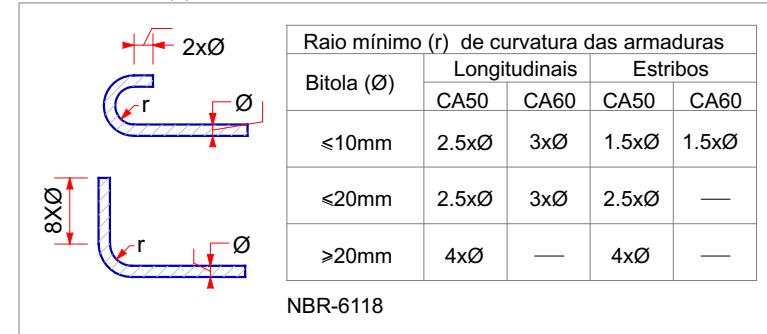 2xØ
r
Ø
8XØ
r
Ø
Raio mínimo (r) de curvatura das armaduras
Bitola (Ø) Longitudinais Estribos
CA50 CA60 CA50 CA60
⩽10mm 2.5xØ 3xØ 1.5xØ 1.5xØ
⩽20mm 2.5xØ 3xØ 2.5xØ —
⩾20mm 4xØ — 4xØ —
NBR-6118